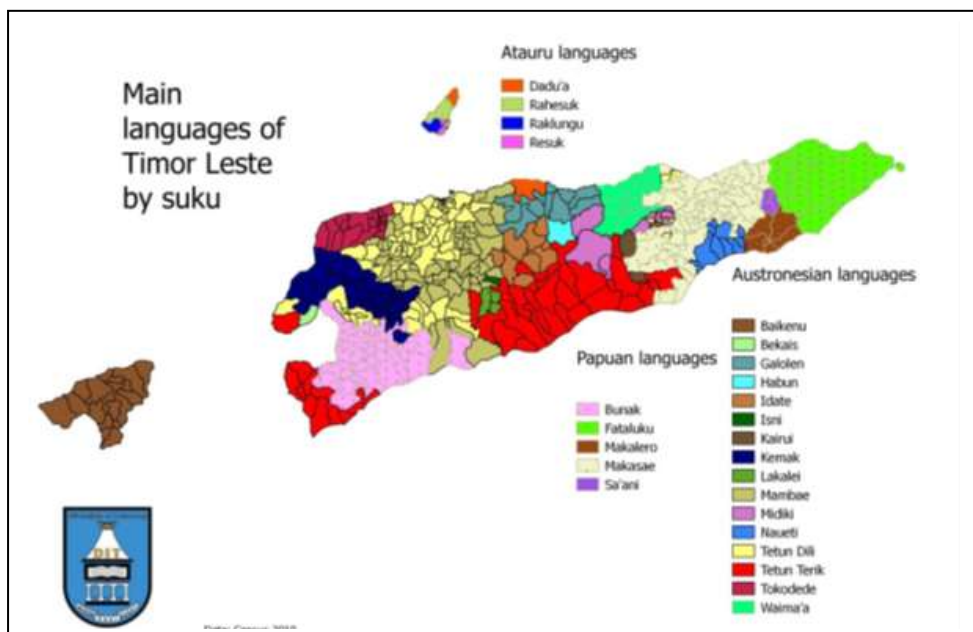 Main
languages of
Timor Leste
by suku
Atauru languages
Dadu'a
Rahesuk
Raklungu
Resuk
Papuan languages
Bunak
Fataluku
Makalero
Makasae
Sa'ani
Austronesian languages
Baikenu
Bekais
Galolen
Habun
Idate
Isni
Kairui
Kemak
Lakalei
Mambae
Midiki
Naueti
Tetun Dili
Tetun Terik
Tokodede
Waima'a
DIT